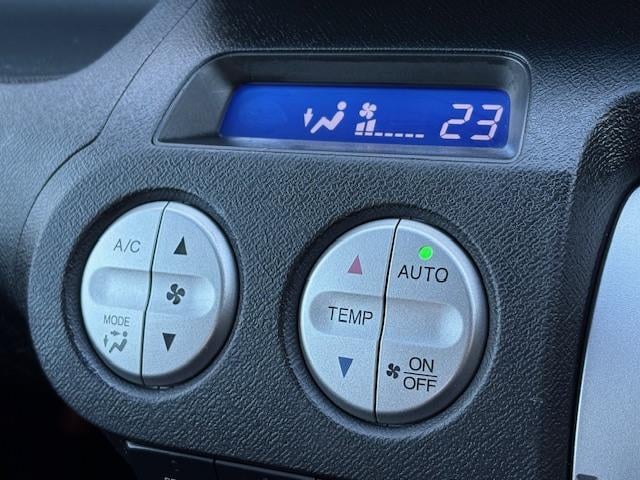 23
A/C
MODE
TEMP
AUTO
ON
OFF